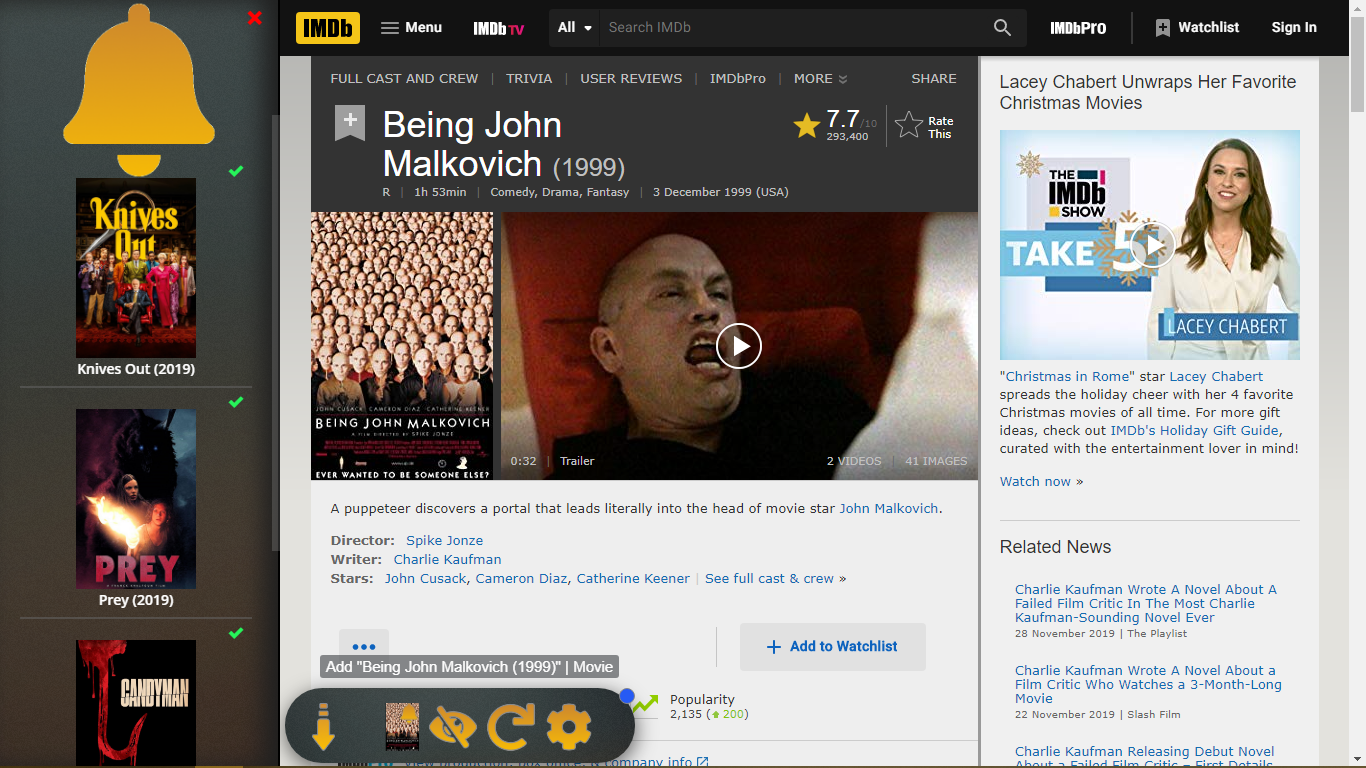 Knives Out
Knives Out (2019)
PREY
Prey (2019)
CANDYMAN
IMDb
Menu
IMDb TV
All
Search IMDb
IMDbPro
Watchlist
Sign In
FULL CAST AND CREW | TRIVIA | USER REVIEWS | IMDbPro | MORE
SHARE
Being John
Malkovich (1999)
7.7/10
293,400
Rate
This
R | 1h 53min | Comedy, Drama, Fantasy | 3 December 1999 (USA)
JOHN CUSACK CAMERON DIAZ CATHERINE KEENER
BEING JOHN MALKOVICH
A FILM DIRECTED BY SPIKE JONZE
EVER WANTED TO BE SOMEONE ELSE?
0:32 | Trailer
2 VIDEOS | 41 IMAGES
A puppeteer discovers a portal that leads literally into the head of movie star John Malkovich.
Director: Spike Jonze
Writer: Charlie Kaufman
Stars: John Cusack, Cameron Diaz, Catherine Keener | See full cast & crew »
+ Add to Watchlist
Add "Being John Malkovich (1999)" | Movie
Popularity
2,135 (200)
View production, box office, & company info
Lacey Chabert Unwraps Her Favorite
Christmas Movies
THE
IMDb
SHOW
TAKE 5
LACEY CHABERT
"Christmas in Rome" star Lacey Chabert
spreads the holiday cheer with her 4 favorite
Christmas movies of all time. For more gift
ideas, check out IMDb's Holiday Gift Guide,
curated with the entertainment lover in mind!
Watch now »
Related News
Charlie Kaufman Wrote A Novel About A
Failed Film Critic In The Most Charlie
Kaufman-Sounding Novel Ever
28 November 2019 | The Playlist
Charlie Kaufman Wrote A Novel About a
Film Critic Who Watches a 3-Month-Long
Movie
22 November 2019 | Slash Film
Charlie Kaufman Releasing Debut Novel
About a Failed Film Critic – First Details